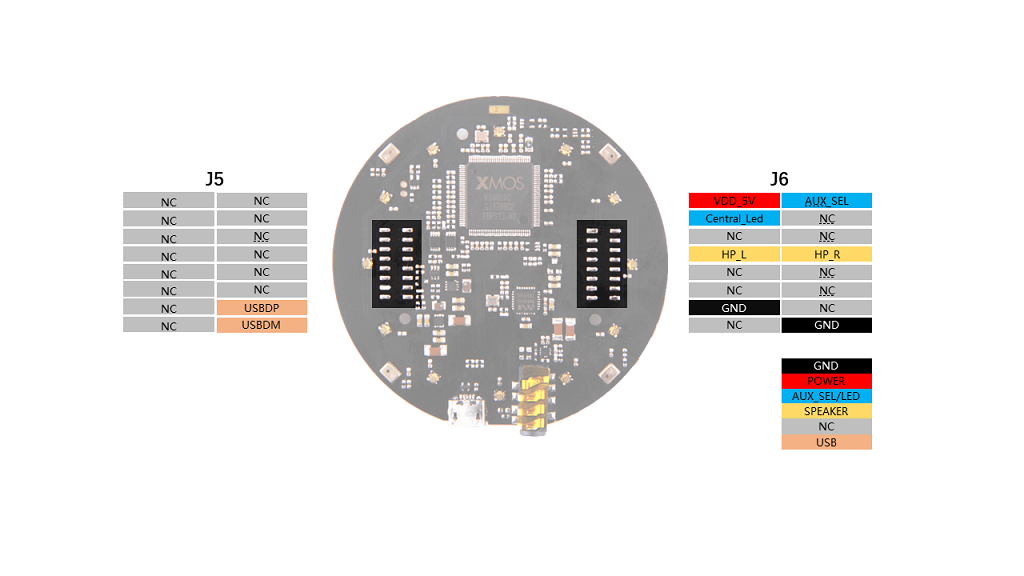 J5
NC NC
NC NC
NC NC
NC NC
NC NC
NC NC
NC USBDP
NC USBDM
XMOS
J6
VDD_5V AUX_SEL
Central_Led NC
NC NC
HP_L HP_R
NC NC
NC NC
GND NC
NC GND
GND
POWER
AUX_SEL/LED
SPEAKER
NC
USB